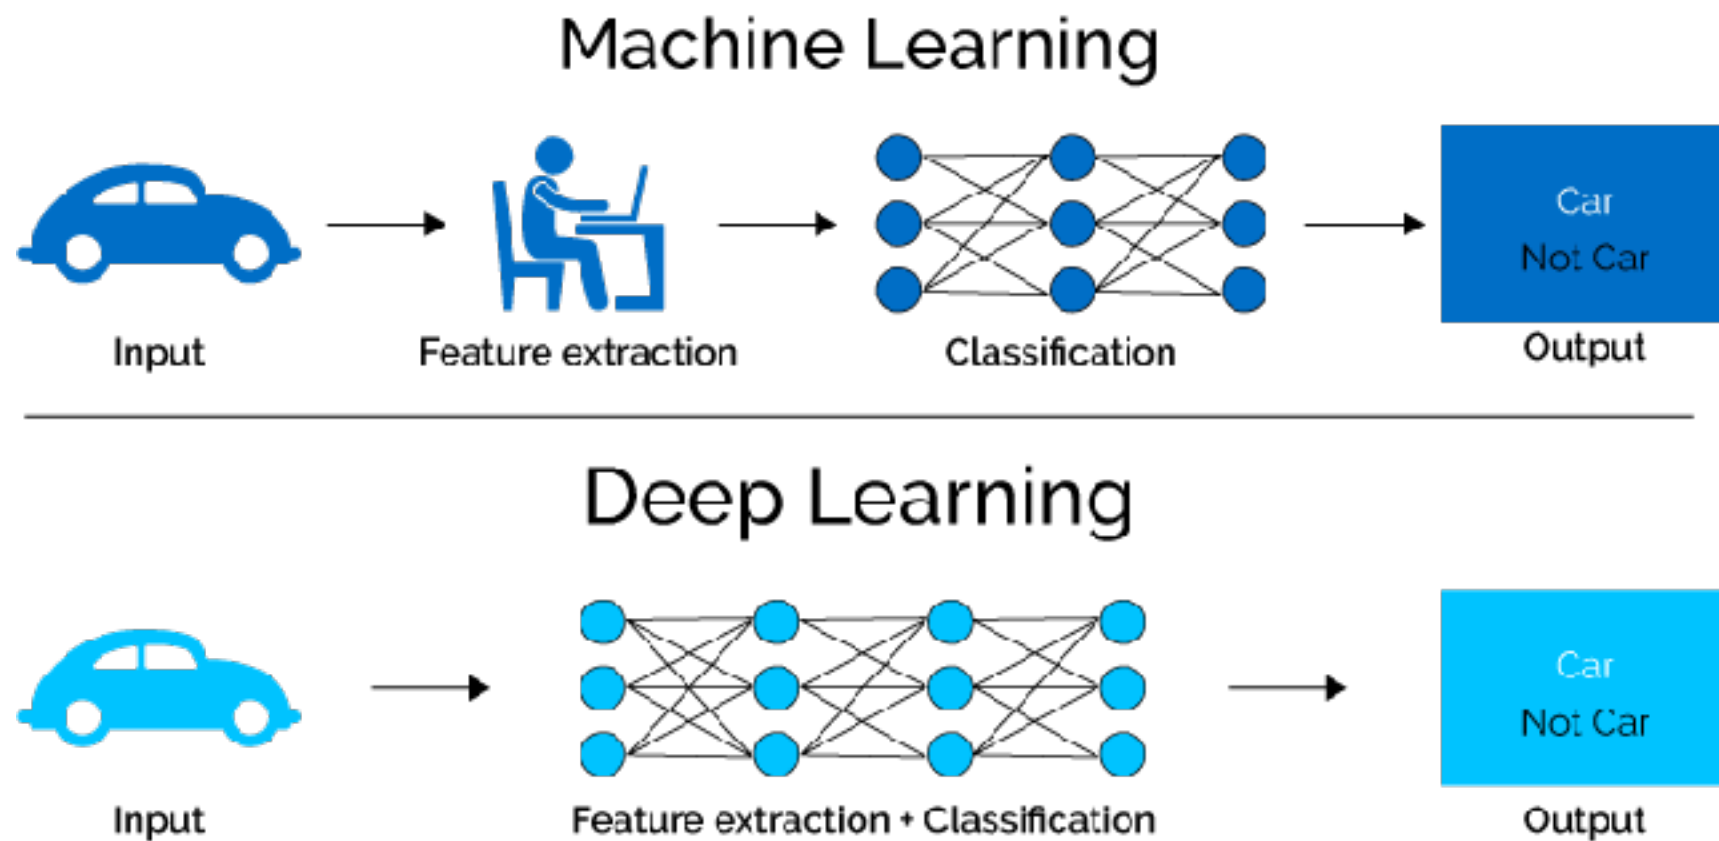 Machine Learning
Car
Not Car
Input
Feature extraction
Classification
Output
Deep Learning
Car
Not Car
Input
Feature extraction + Classification
Output